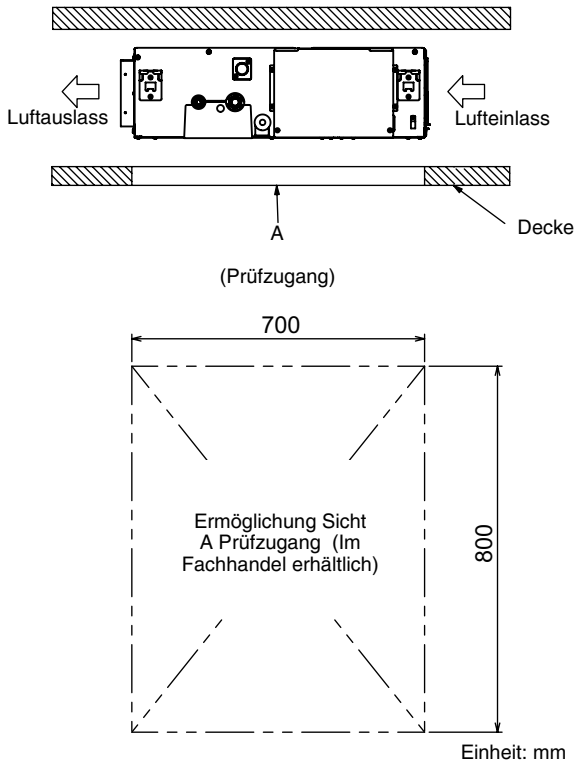 Luftauslass
Lufteinlass
A
Decke
(Prüfzugang)
700
Ermöglichung Sicht
A Prüfzugang (Im
Fachhandel erhältlich)
800
Einheit: mm